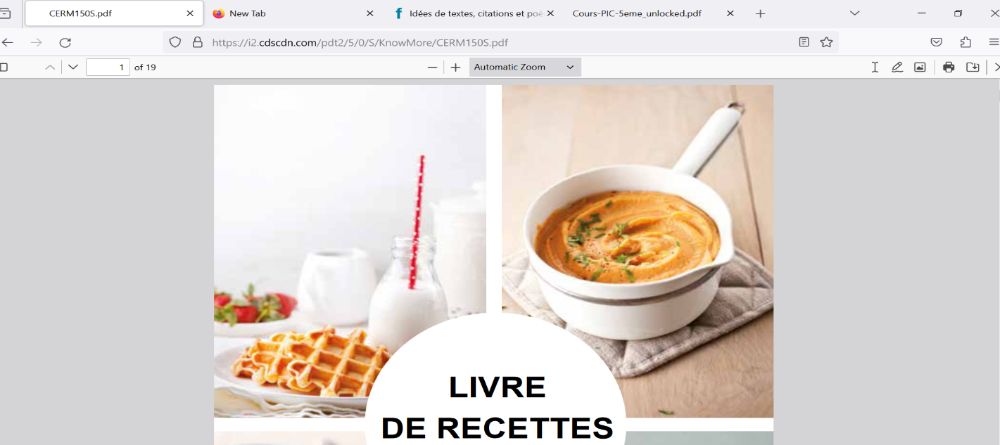 CERM150S.pdf
New Tab
Idées de textes, citations et poè
Cours-PIC-5eme_unlocked.pdf
https://i2.cdscdn.com/pdt2/5/0/S/KnowMore/CERM150S.pdf
1 of 19
Automatic Zoom
LIVRE
DE RECETTES